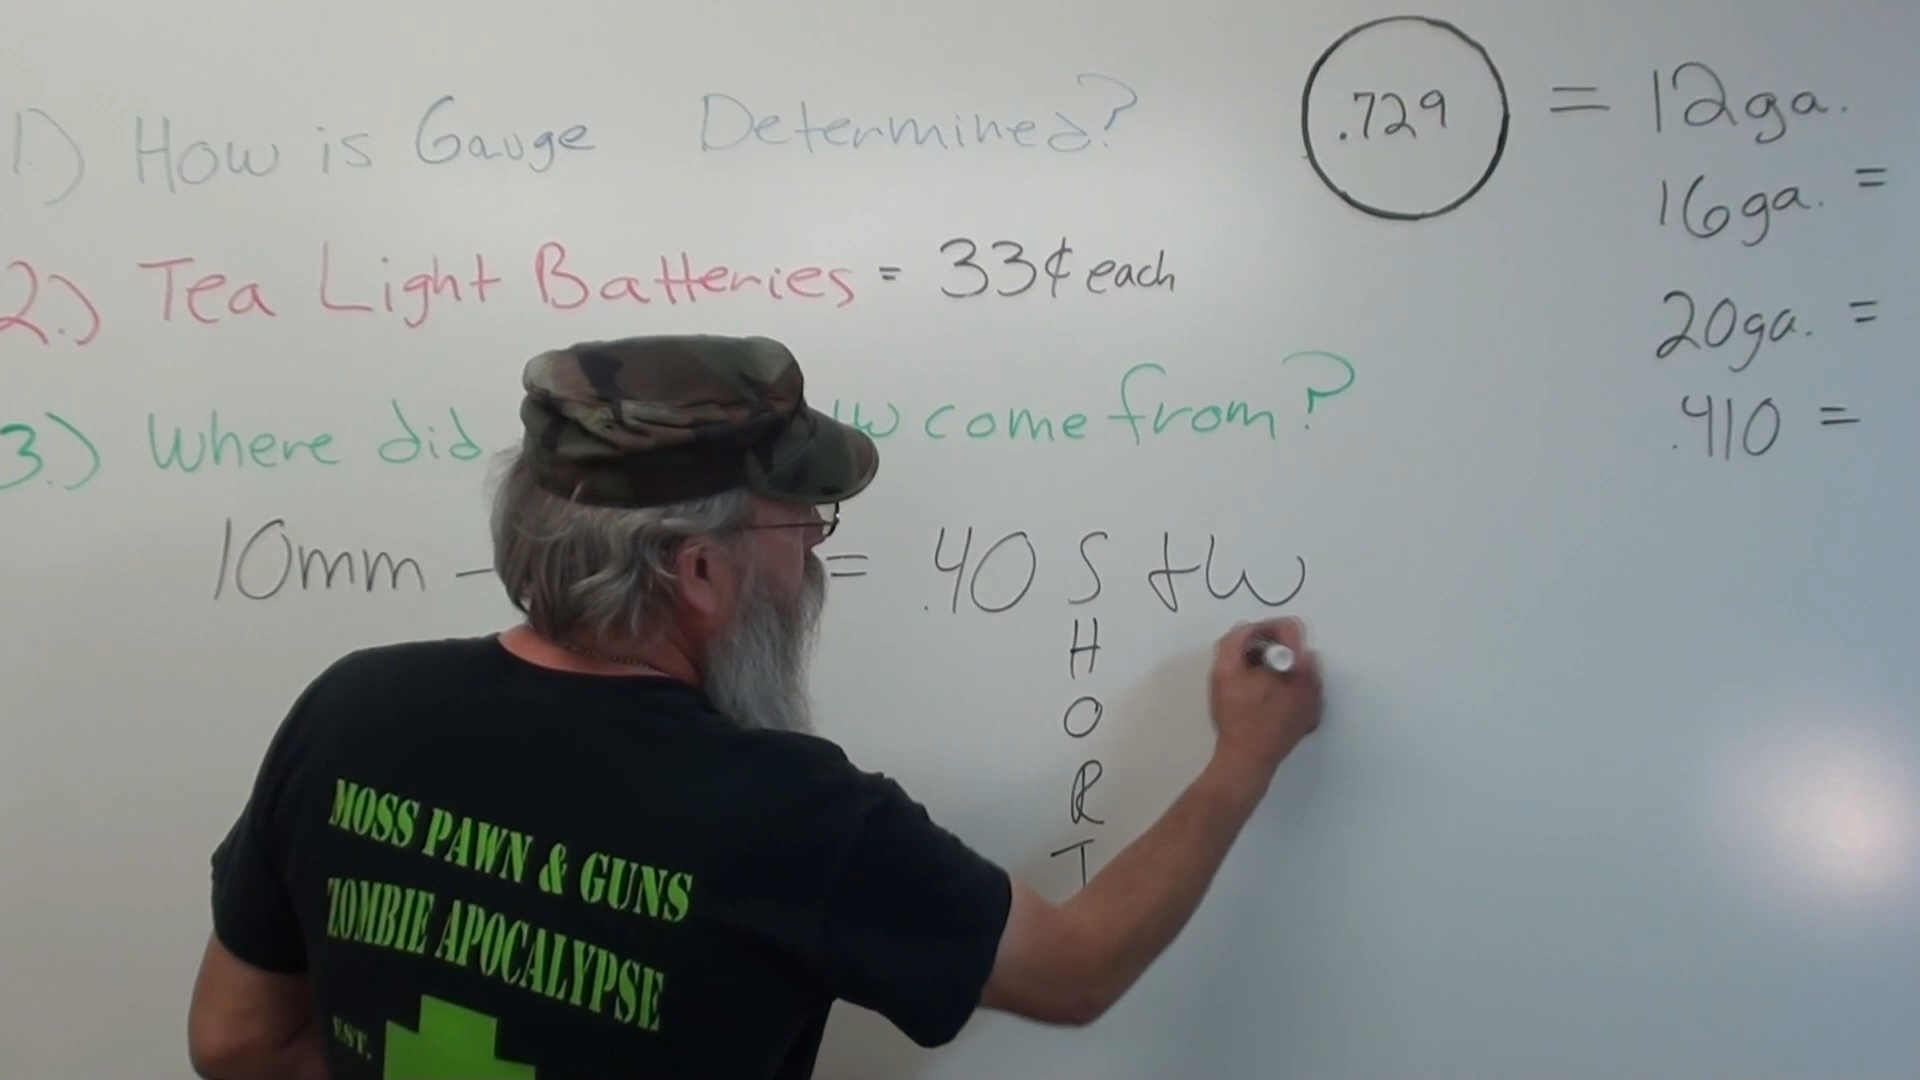 1.) How is Gauge Determined?
2.) Tea Light Batteries = 33¢ each
3.) Where did W come from?
10mm - = .40 S+W
H
O
R
T
.729 = 12ga.
16ga. =
20ga. =
.410 =
MOSS PAWN & GUNS
ZOMBIE APOCALYPSE
EST.